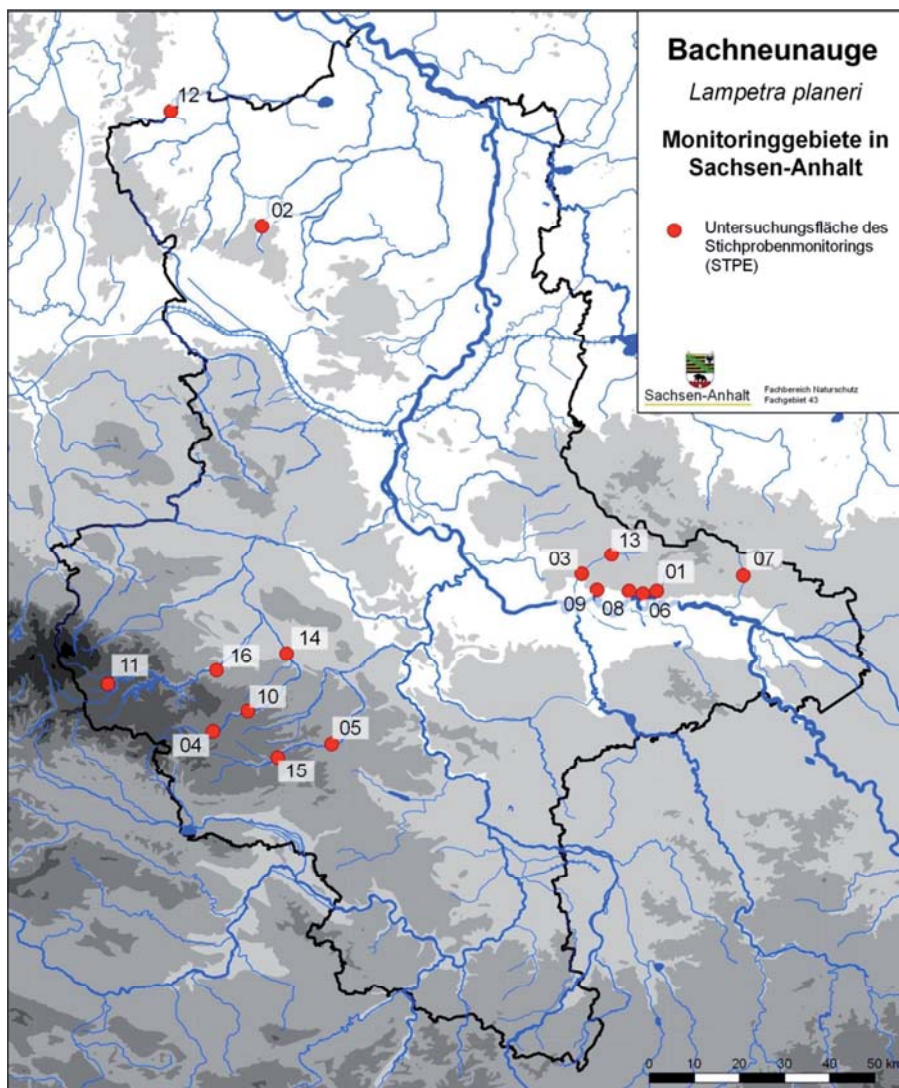 Bachneunauge
Lampetra planeri
Monitoringgebiete in
Sachsen-Anhalt
Untersuchungsfläche des
Stichprobenmonitorings
(STPE)
Sachsen-Anhalt
Fachbereich Naturschutz
Fachgebiet 43
12
02
13
03
01
07
09
08
06
14
16
11
10
04
05
15
0 10 20 30 40 50 km